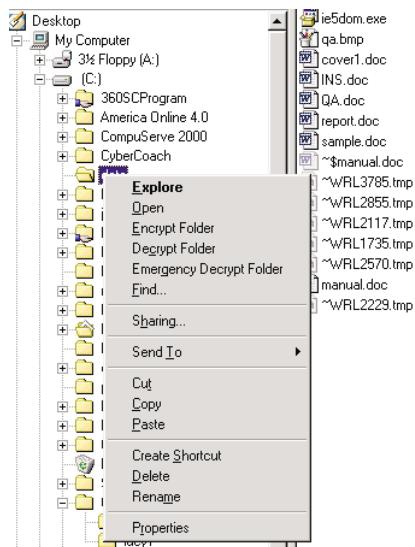 Desktop
My Computer
3½ Floppy (A:)
(C:)
360SCProgram
America Online 4.0
CompuServe 2000
CyberCoach
Explore
Open
Encrypt Folder
Decrypt Folder
Emergency Decrypt Folder
Find...
Sharing...
Send To
Cut
Copy
Paste
Create Shortcut
Delete
Rename
Properties
ie5dom.exe
qa.bmp
cover1.doc
INS.doc
QA.doc
report.doc
sample.doc
~$manual.doc
~WRL3785.tmp
~WRL2855.tmp
~WRL2117.tmp
~WRL1735.tmp
~WRL2570.tmp
manual.doc
~WRL2229.tmp